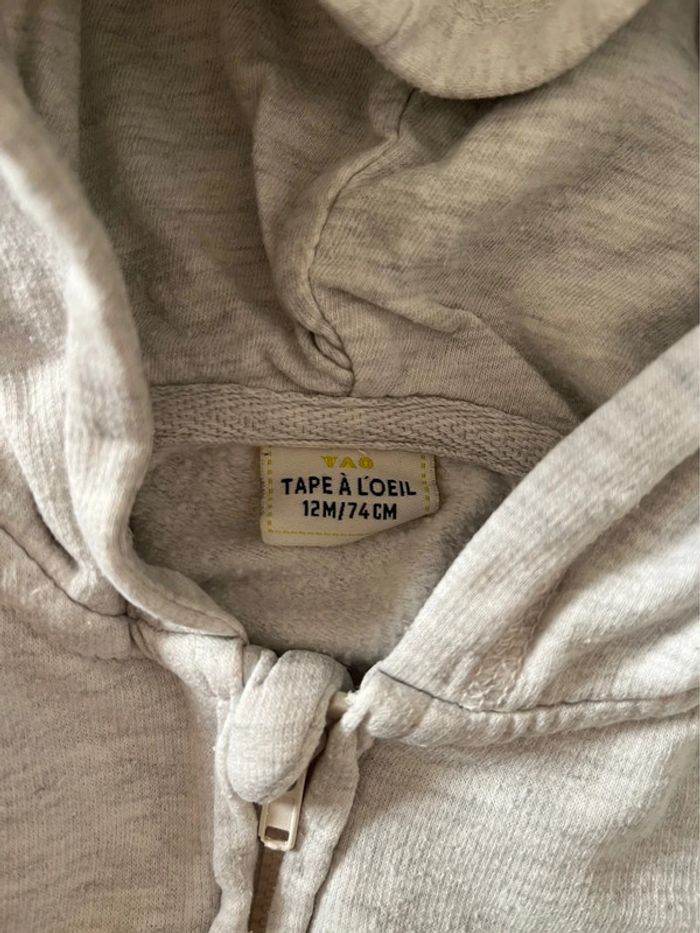 TAO
TAPE À L'OEIL
12M/74CM